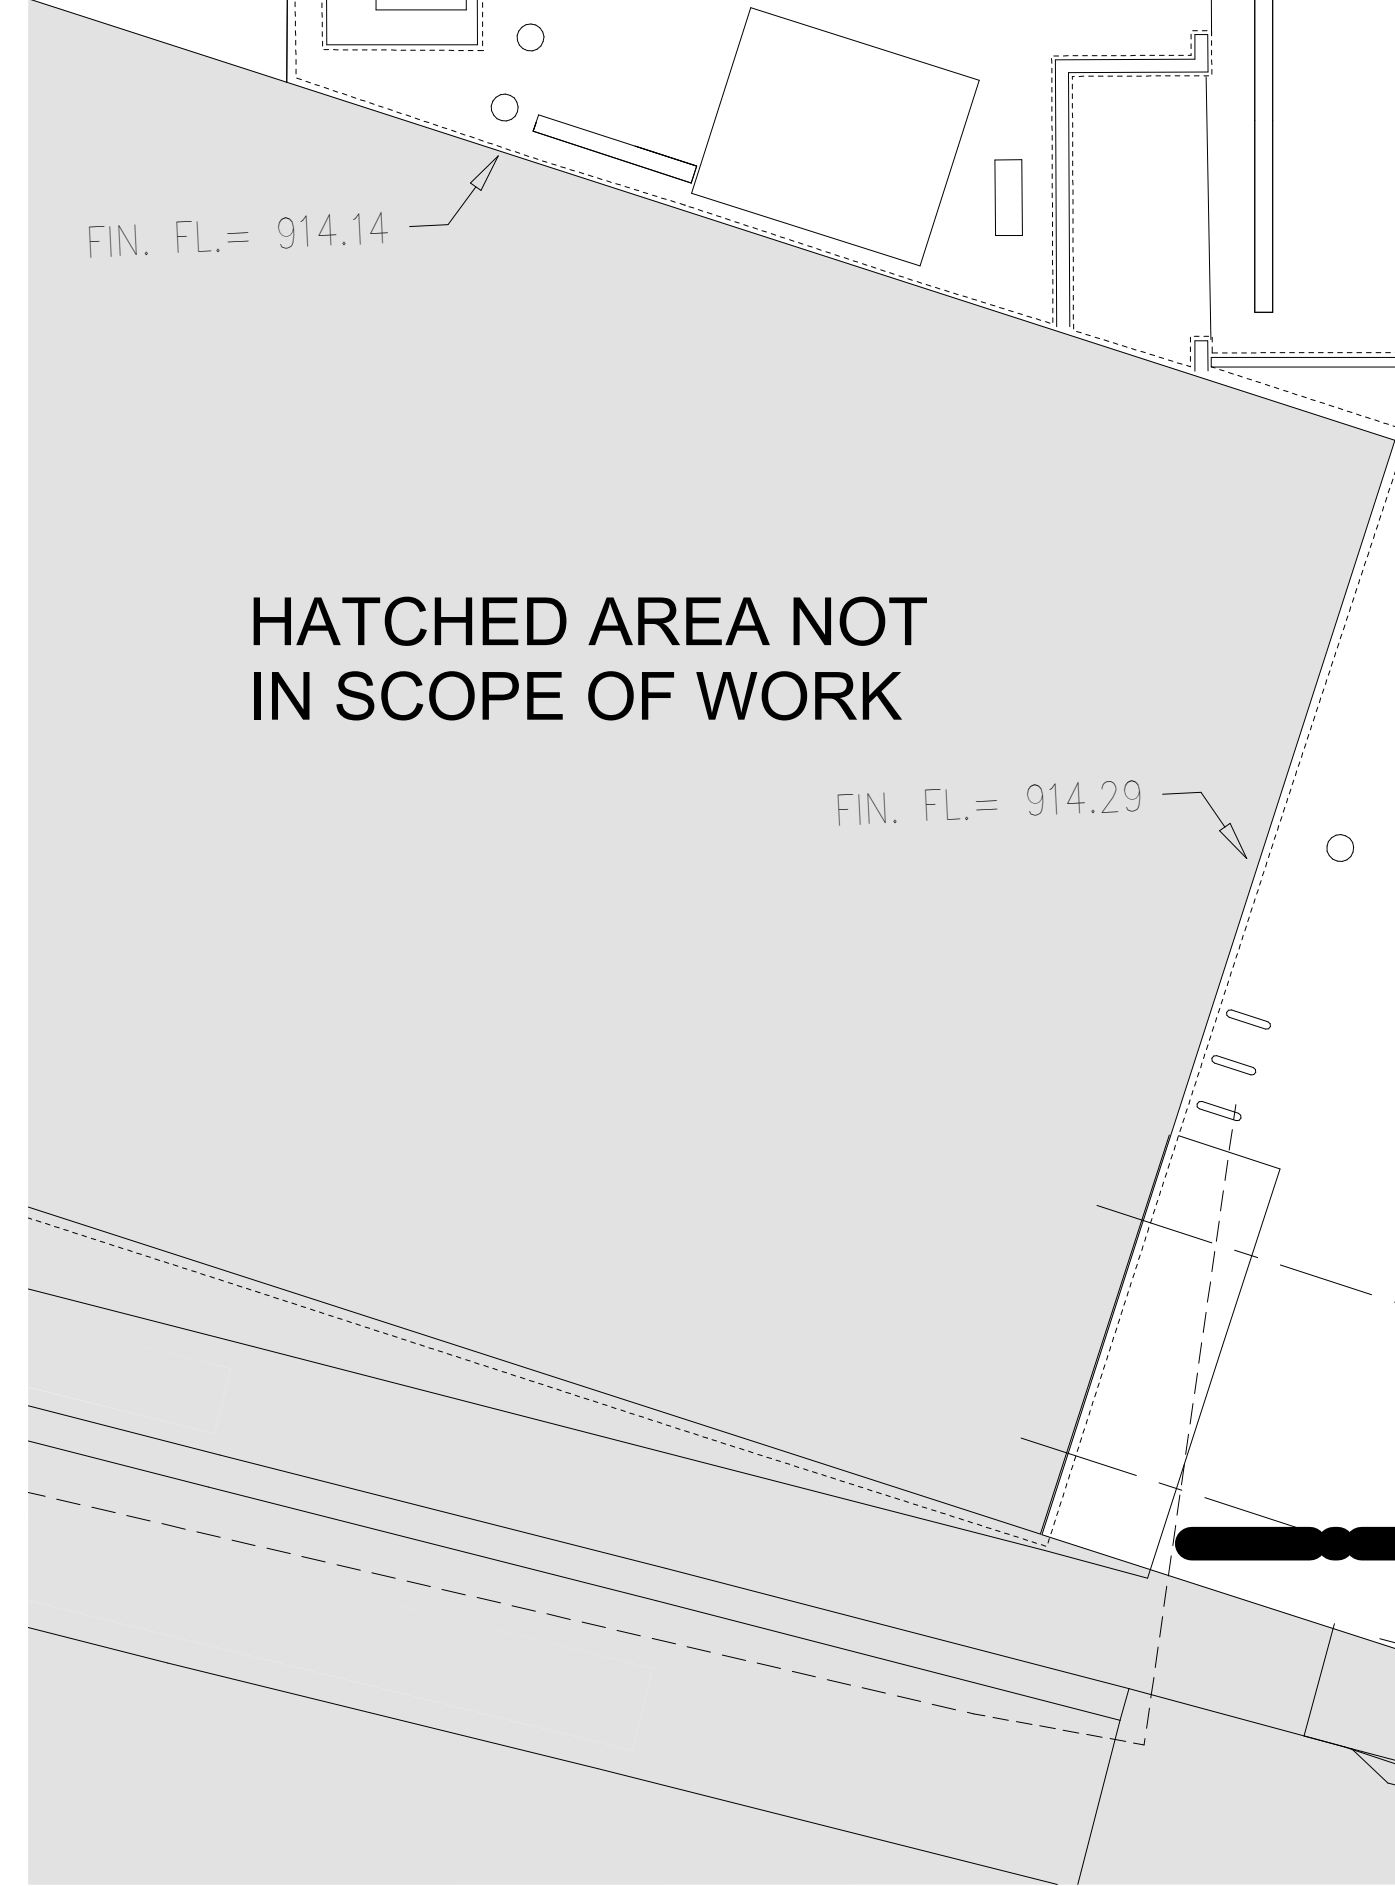 FIN. FL.= 914.14
HATCHED AREA NOT
IN SCOPE OF WORK
FIN. FL.= 914.29